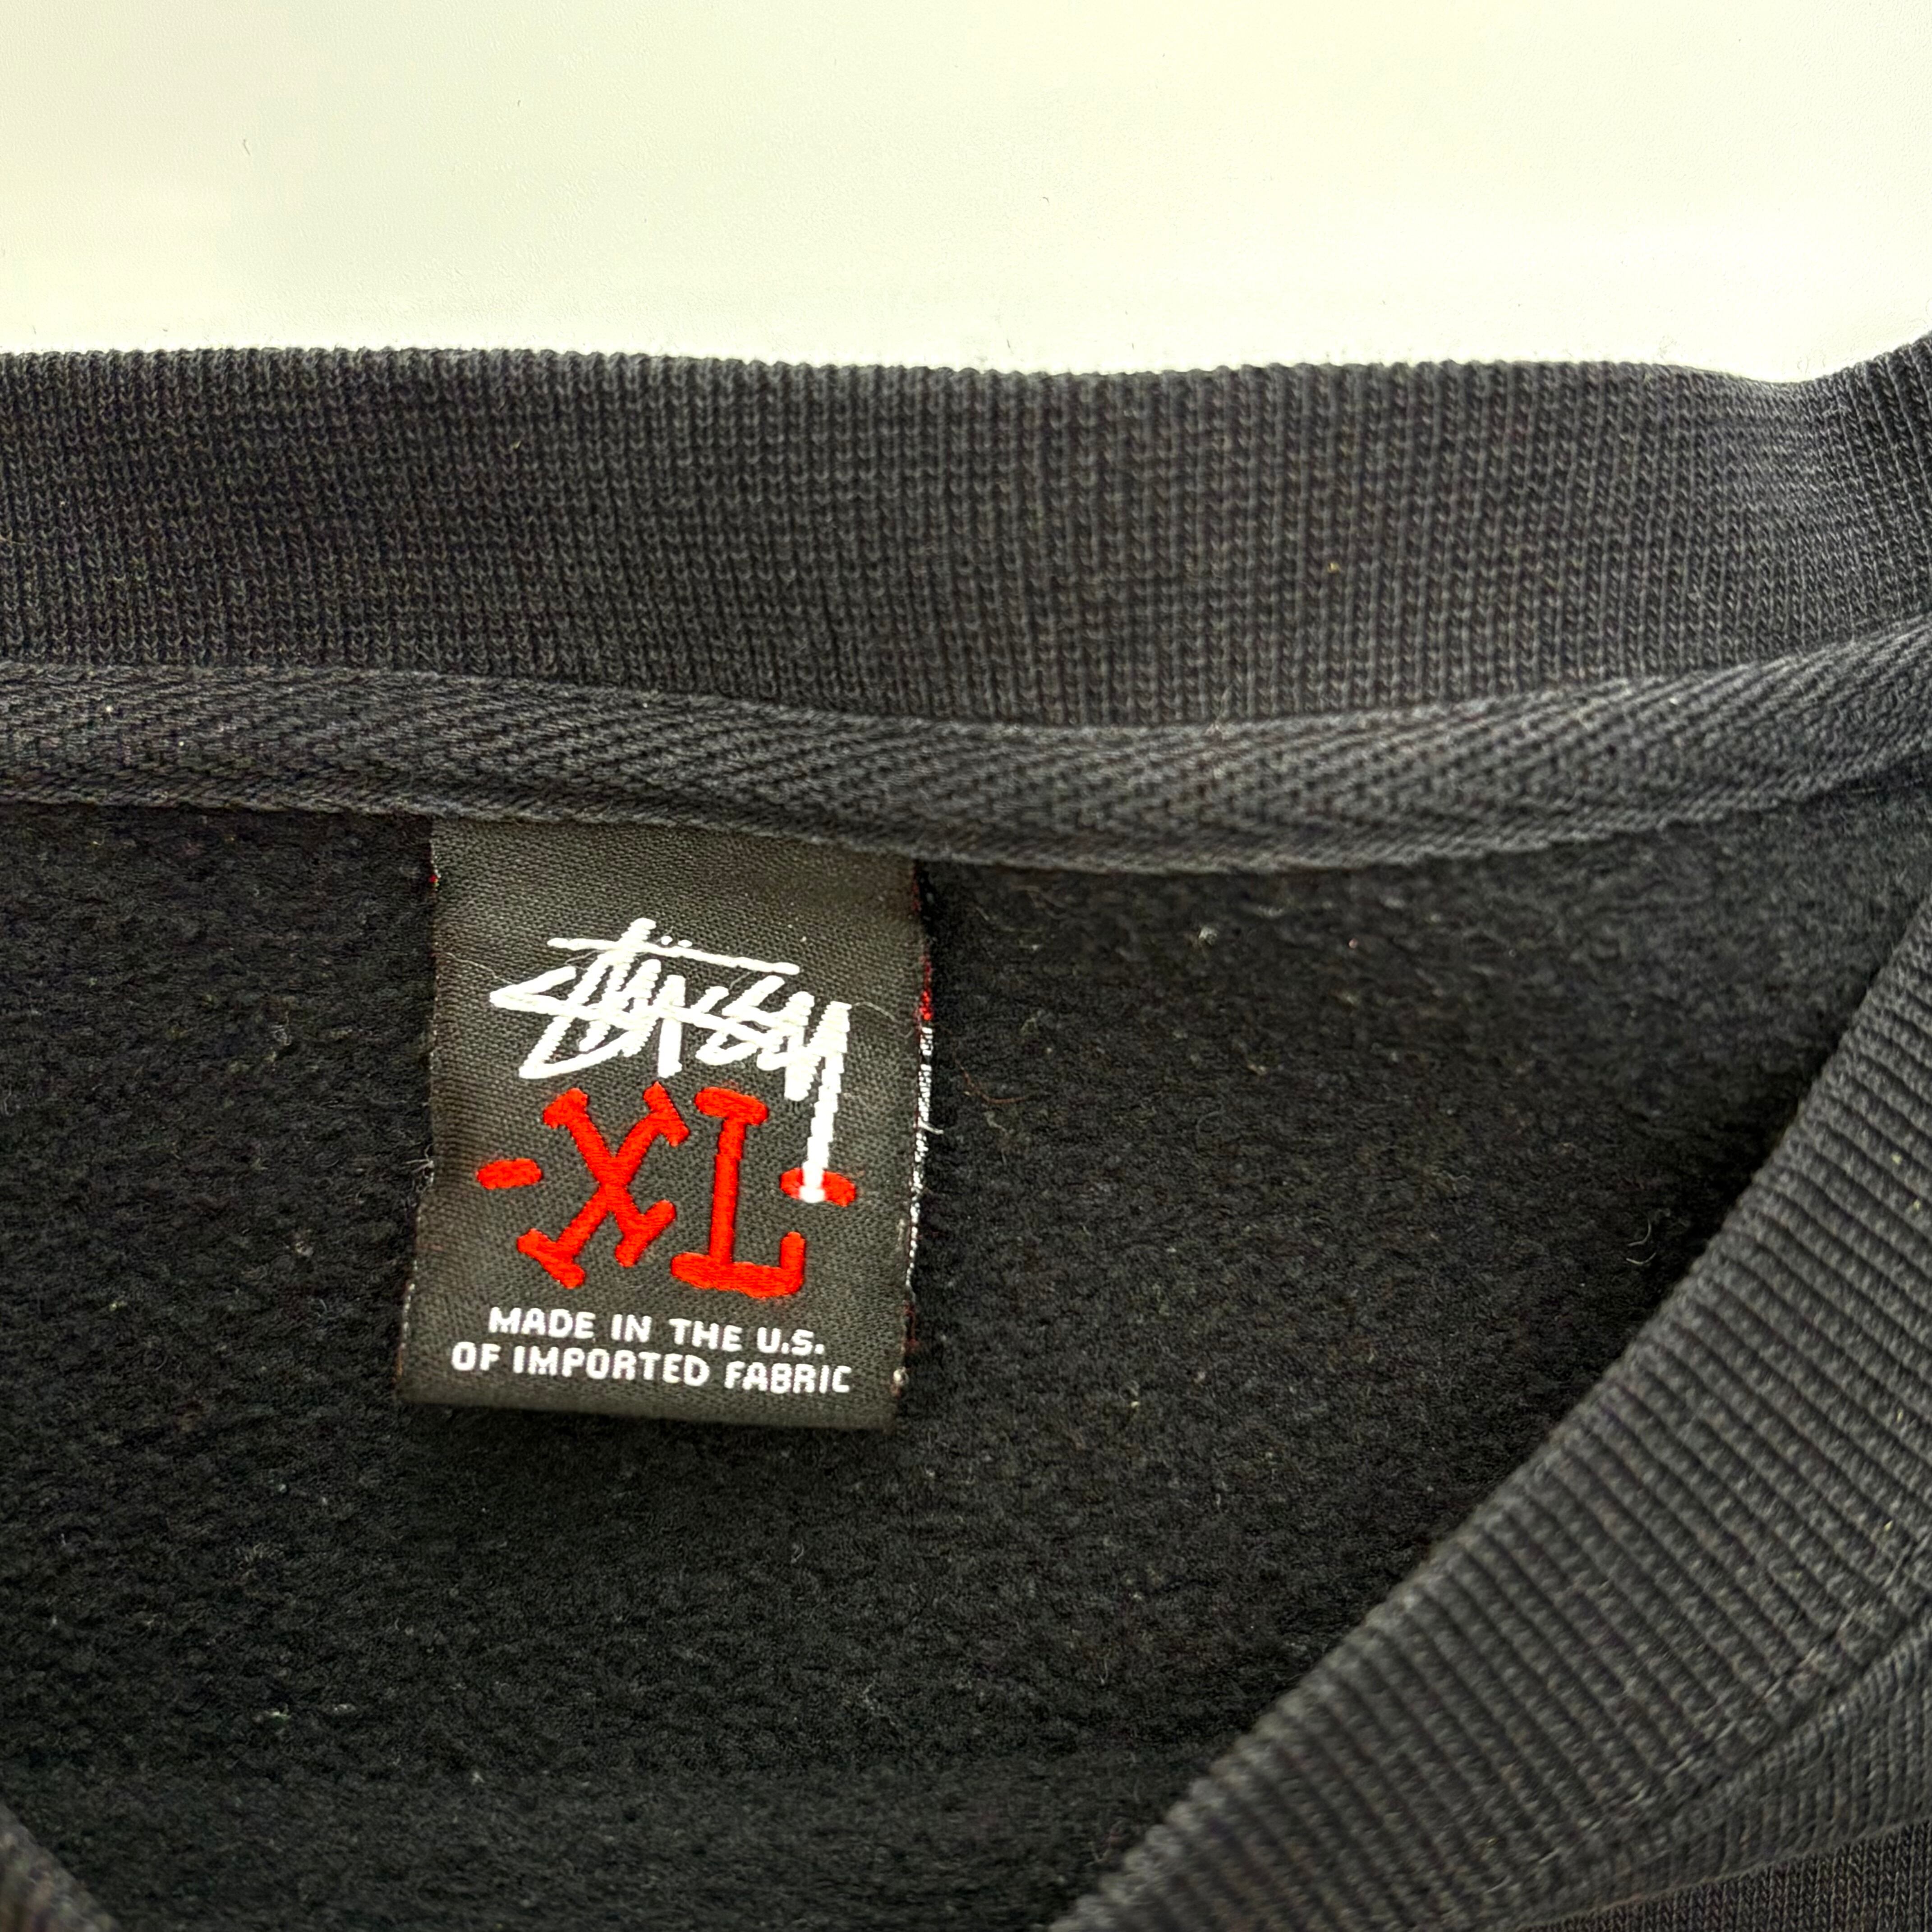 STÜSSY
- XL -
MADE IN THE U.S.
OF IMPORTED FABRIC